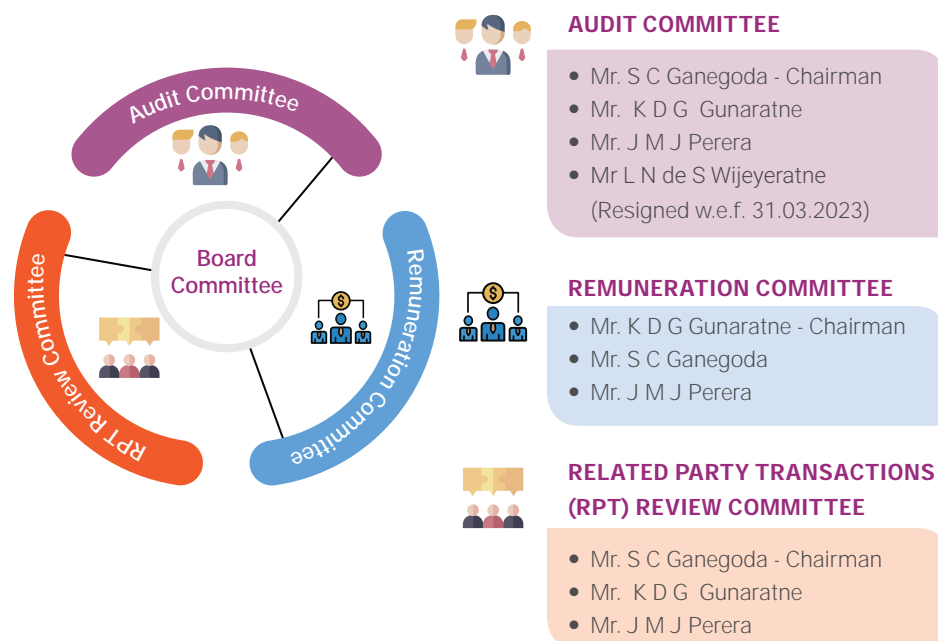 Audit Committee
Board
Committee
Remuneration Committee
RPT Review Committee
AUDIT COMMITTEE
• Mr. S C Ganegoda - Chairman
• Mr. K D G Gunaratne
• Mr. J M J Perera
• Mr L N de S Wijeyeratne
(Resigned w.e.f. 31.03.2023)
$
REMUNERATION COMMITTEE
• Mr. K D G Gunaratne - Chairman
• Mr. S C Ganegoda
• Mr. J M J Perera
$
RELATED PARTY TRANSACTIONS
(RPT) REVIEW COMMITTEE
• Mr. S C Ganegoda - Chairman
• Mr. K D G Gunaratne
• Mr. J M J Perera